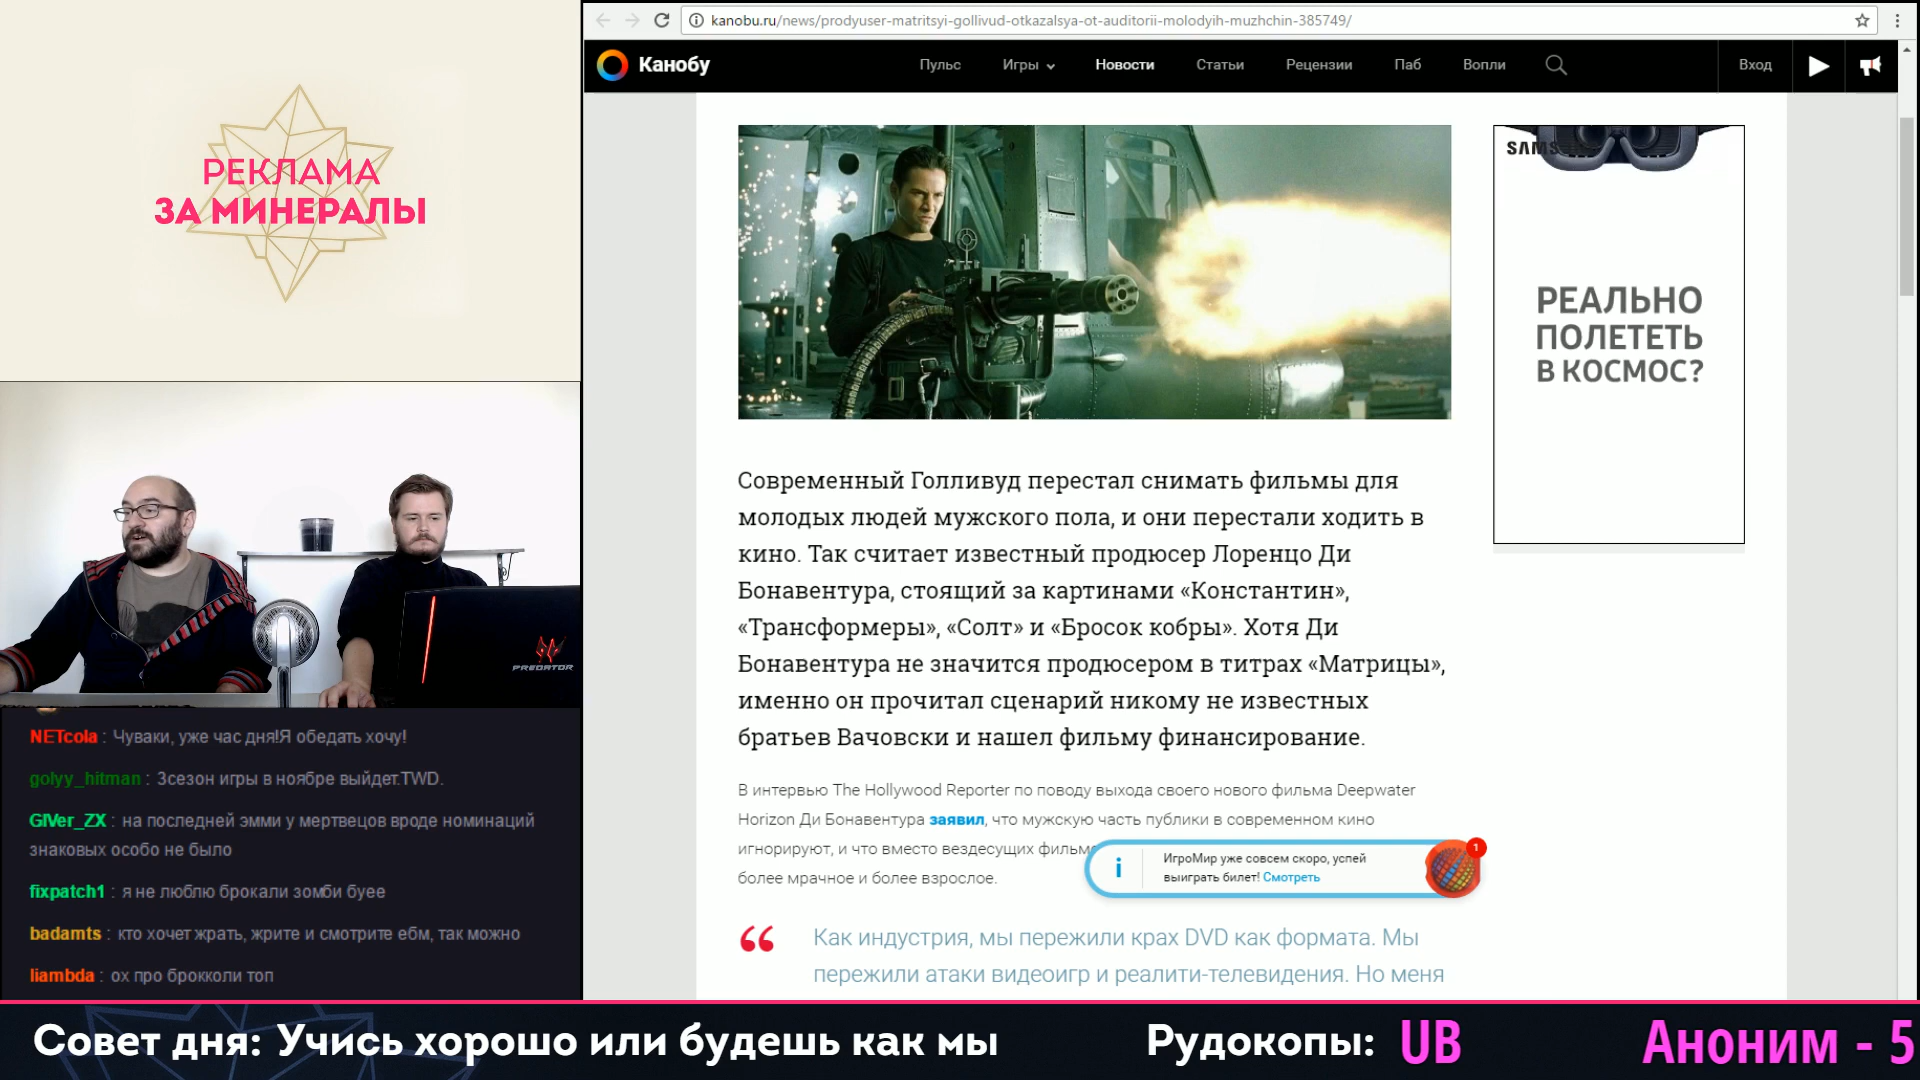 РЕКЛАМА
ЗА МИНЕРАЛЫ
PREDATOR
NETcola : Чуваки, уже час дня!Я обедать хочу!
golyy_hitman : 3сезон игры в ноябре выйдет.TWD.
GIVer_ZX : на последней эмми у мертвецов вроде номинаций
знаковых особо не было
fixpatch1 : я не люблю брокали зомби буее
badamts : кто хочет жрать, жрите и смотрите ебм, так можно
liambda : ох про брокколи топ
kanobu.ru/news/prodyuser-matritsyi-gollivud-otkazalsya-ot-auditorii-molodyih-muzhchin-385749/
Канобу
Пульс Игры Новости Статьи Рецензии Паб Вопли
Вход
Современный Голливуд перестал снимать фильмы для
молодых людей мужского пола, и они перестали ходить в
кино. Так считает известный продюсер Лоренцо Ди
Бонавентура, стоящий за картинами «Константин»,
«Трансформеры», «Солт» и «Бросок кобры». Хотя Ди
Бонавентура не значится продюсером в титрах «Матрицы»,
именно он прочитал сценарий никому не известных
братьев Вачовски и нашел фильму финансирование.
В интервью The Hollywood Reporter по поводу выхода своего нового фильма Deepwater
Horizon Ди Бонавентура заявил, что мужскую часть публики в современном кино
игнорируют, и что вместо вездесущих
более мрачное и более взрослое.
“ Как индустрия, мы пережили крах DVD как формата. Мы
пережили атаки видеоигр и реалити-телевидения. Но меня
SAMS
РЕАЛЬНО
ПОЛЕТЕТЬ
В КОСМОС?
i
ИгроМир уже совсем скоро, успей
выиграть билет! Смотреть
1
Совет дня: Учись хорошо или будешь как мы
Рудокопы: UB Аноним - 5